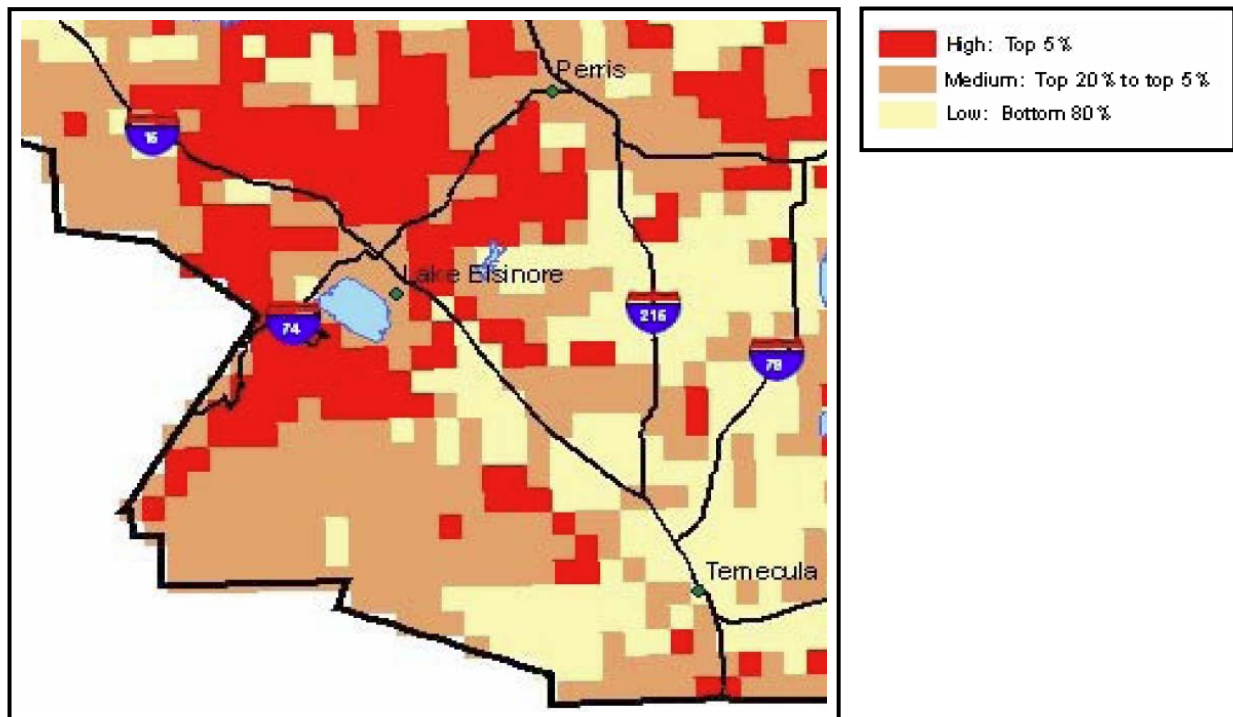 High: Top 5%
Medium: Top 20% to top 5%
Low: Bottom 80%
Perris
15
Lake Elsinore
74
215
79
Temecula